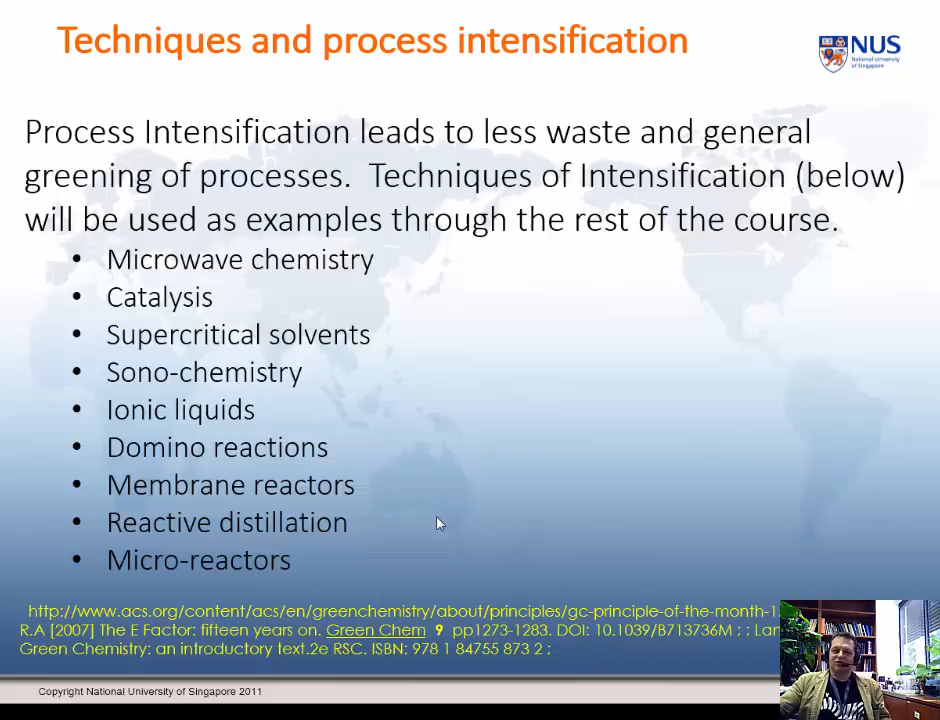 Techniques and process intensification
NUS
National University
of Singapore
Process Intensification leads to less waste and general
greening of processes. Techniques of Intensification (below)
will be used as examples through the rest of the course.
• Microwave chemistry
• Catalysis
• Supercritical solvents
• Sono-chemistry
• Ionic liquids
• Domino reactions
• Membrane reactors
• Reactive distillation
• Micro-reactors
http://www.acs.org/content/acs/en/greenchemistry/about/principles/gc-principle-of-the-month-1.
R.A [2007] The E Factor: fifteen years on. Green Chem 9 pp1273-1283. DOI: 10.1039/B713736M ; ;
Green Chemistry: an introductory text.2e RSC. ISBN: 978 1 84755 873 2 ;
Copyright National University of Singapore 2011